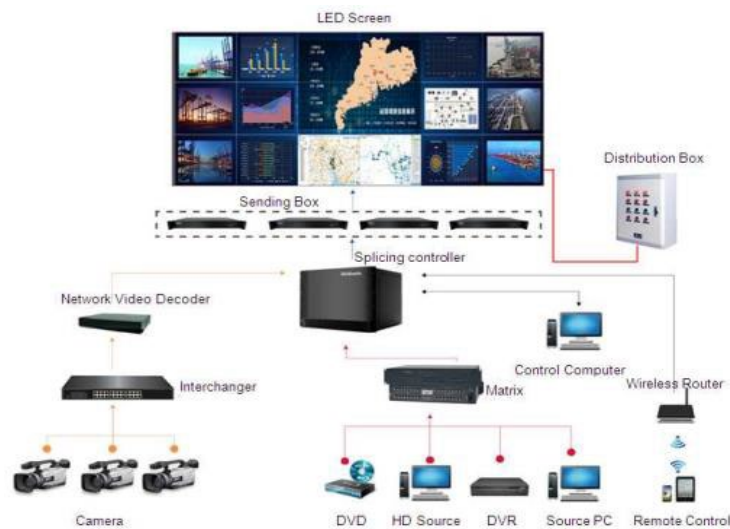 LED Screen
Distribution Box
Sending Box
Splicing controller
Network Video Decoder
Control Computer
Interchanger
Matrix
Wireless Router
Camera
DVD
HD Source
DVR
Source PC
Remote Control